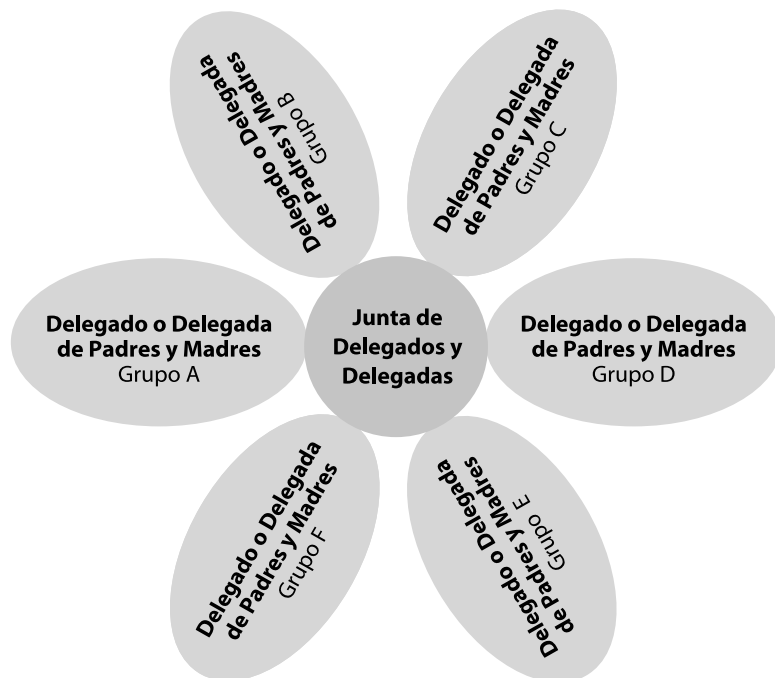 Delegado o Delegada
de Padres y Madres
Grupo B
Delegado o Delegada
de Padres y Madres
Grupo C
Delegado o Delegada
de Padres y Madres
Grupo A
Junta de
Delegados y
Delegadas
Delegado o Delegada
de Padres y Madres
Grupo D
Delegado o Delegada
de Padres y Madres
Grupo F
Delegado o Delegada
de Padres y Madres
Grupo E